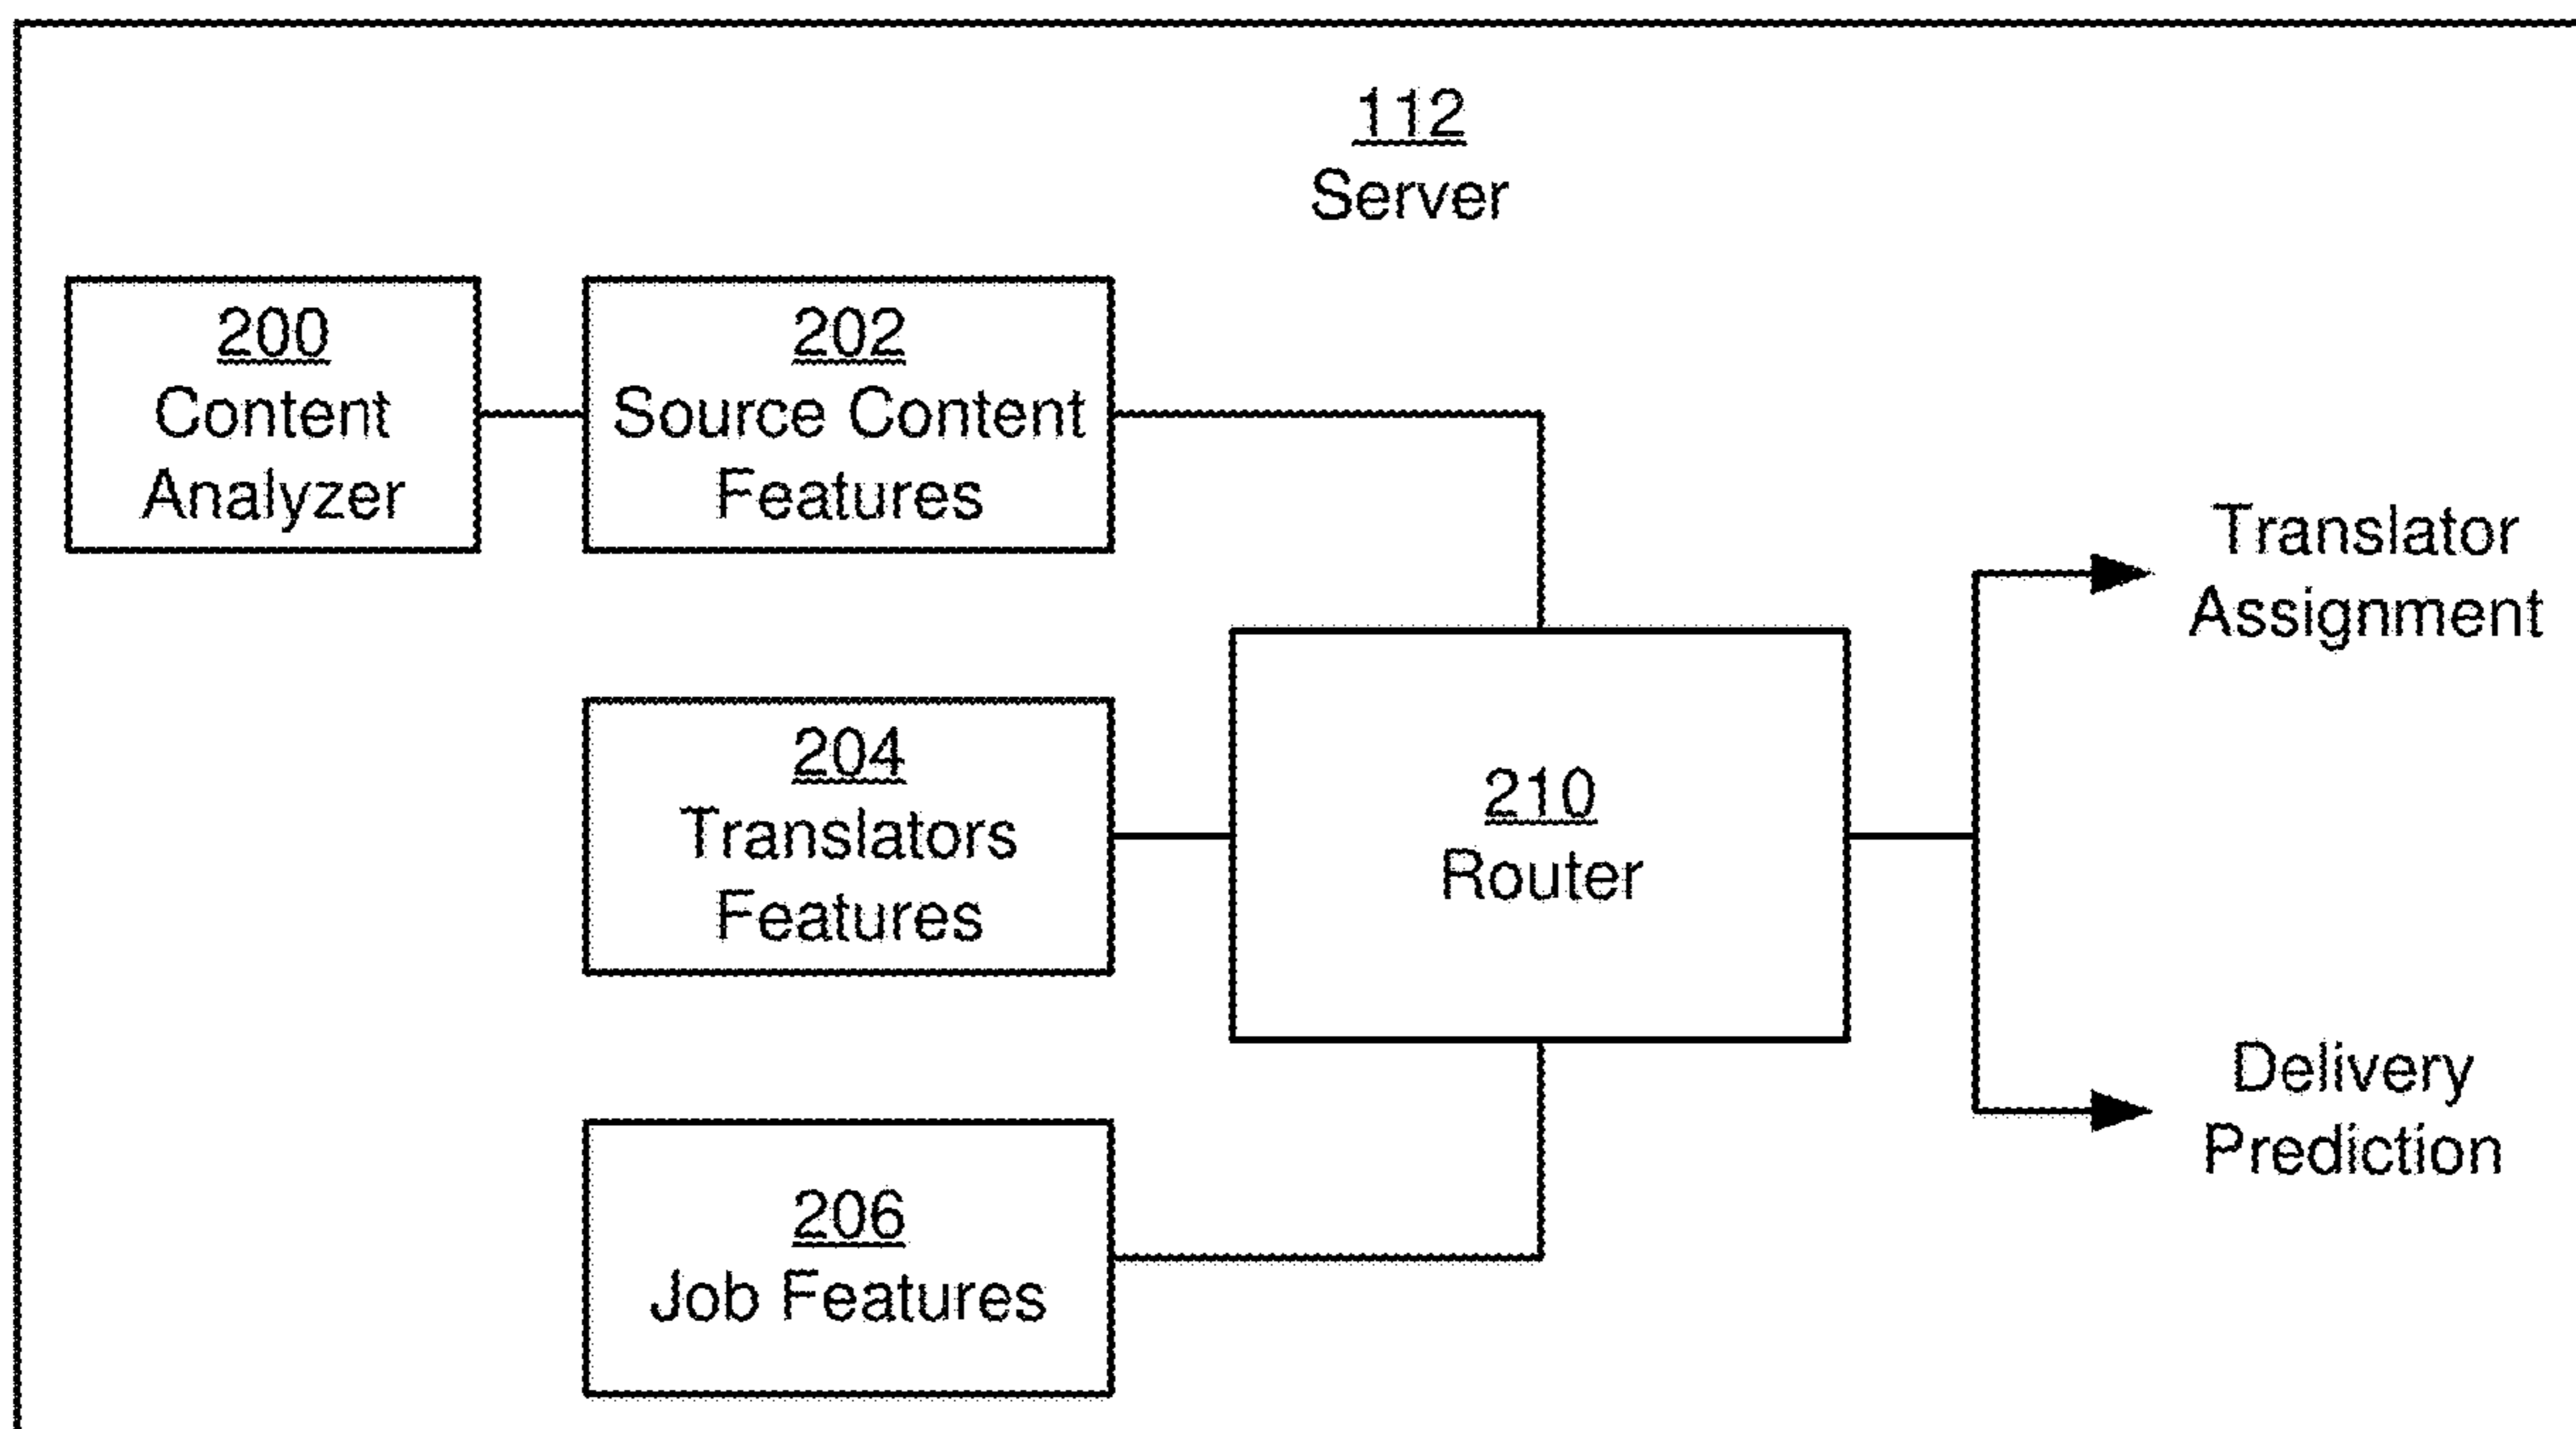 112
Server
200
Content
Analyzer
202
Source Content
Features
204
Translators
Features
206
Job Features
210
Router
Translator
Assignment
Delivery
Prediction